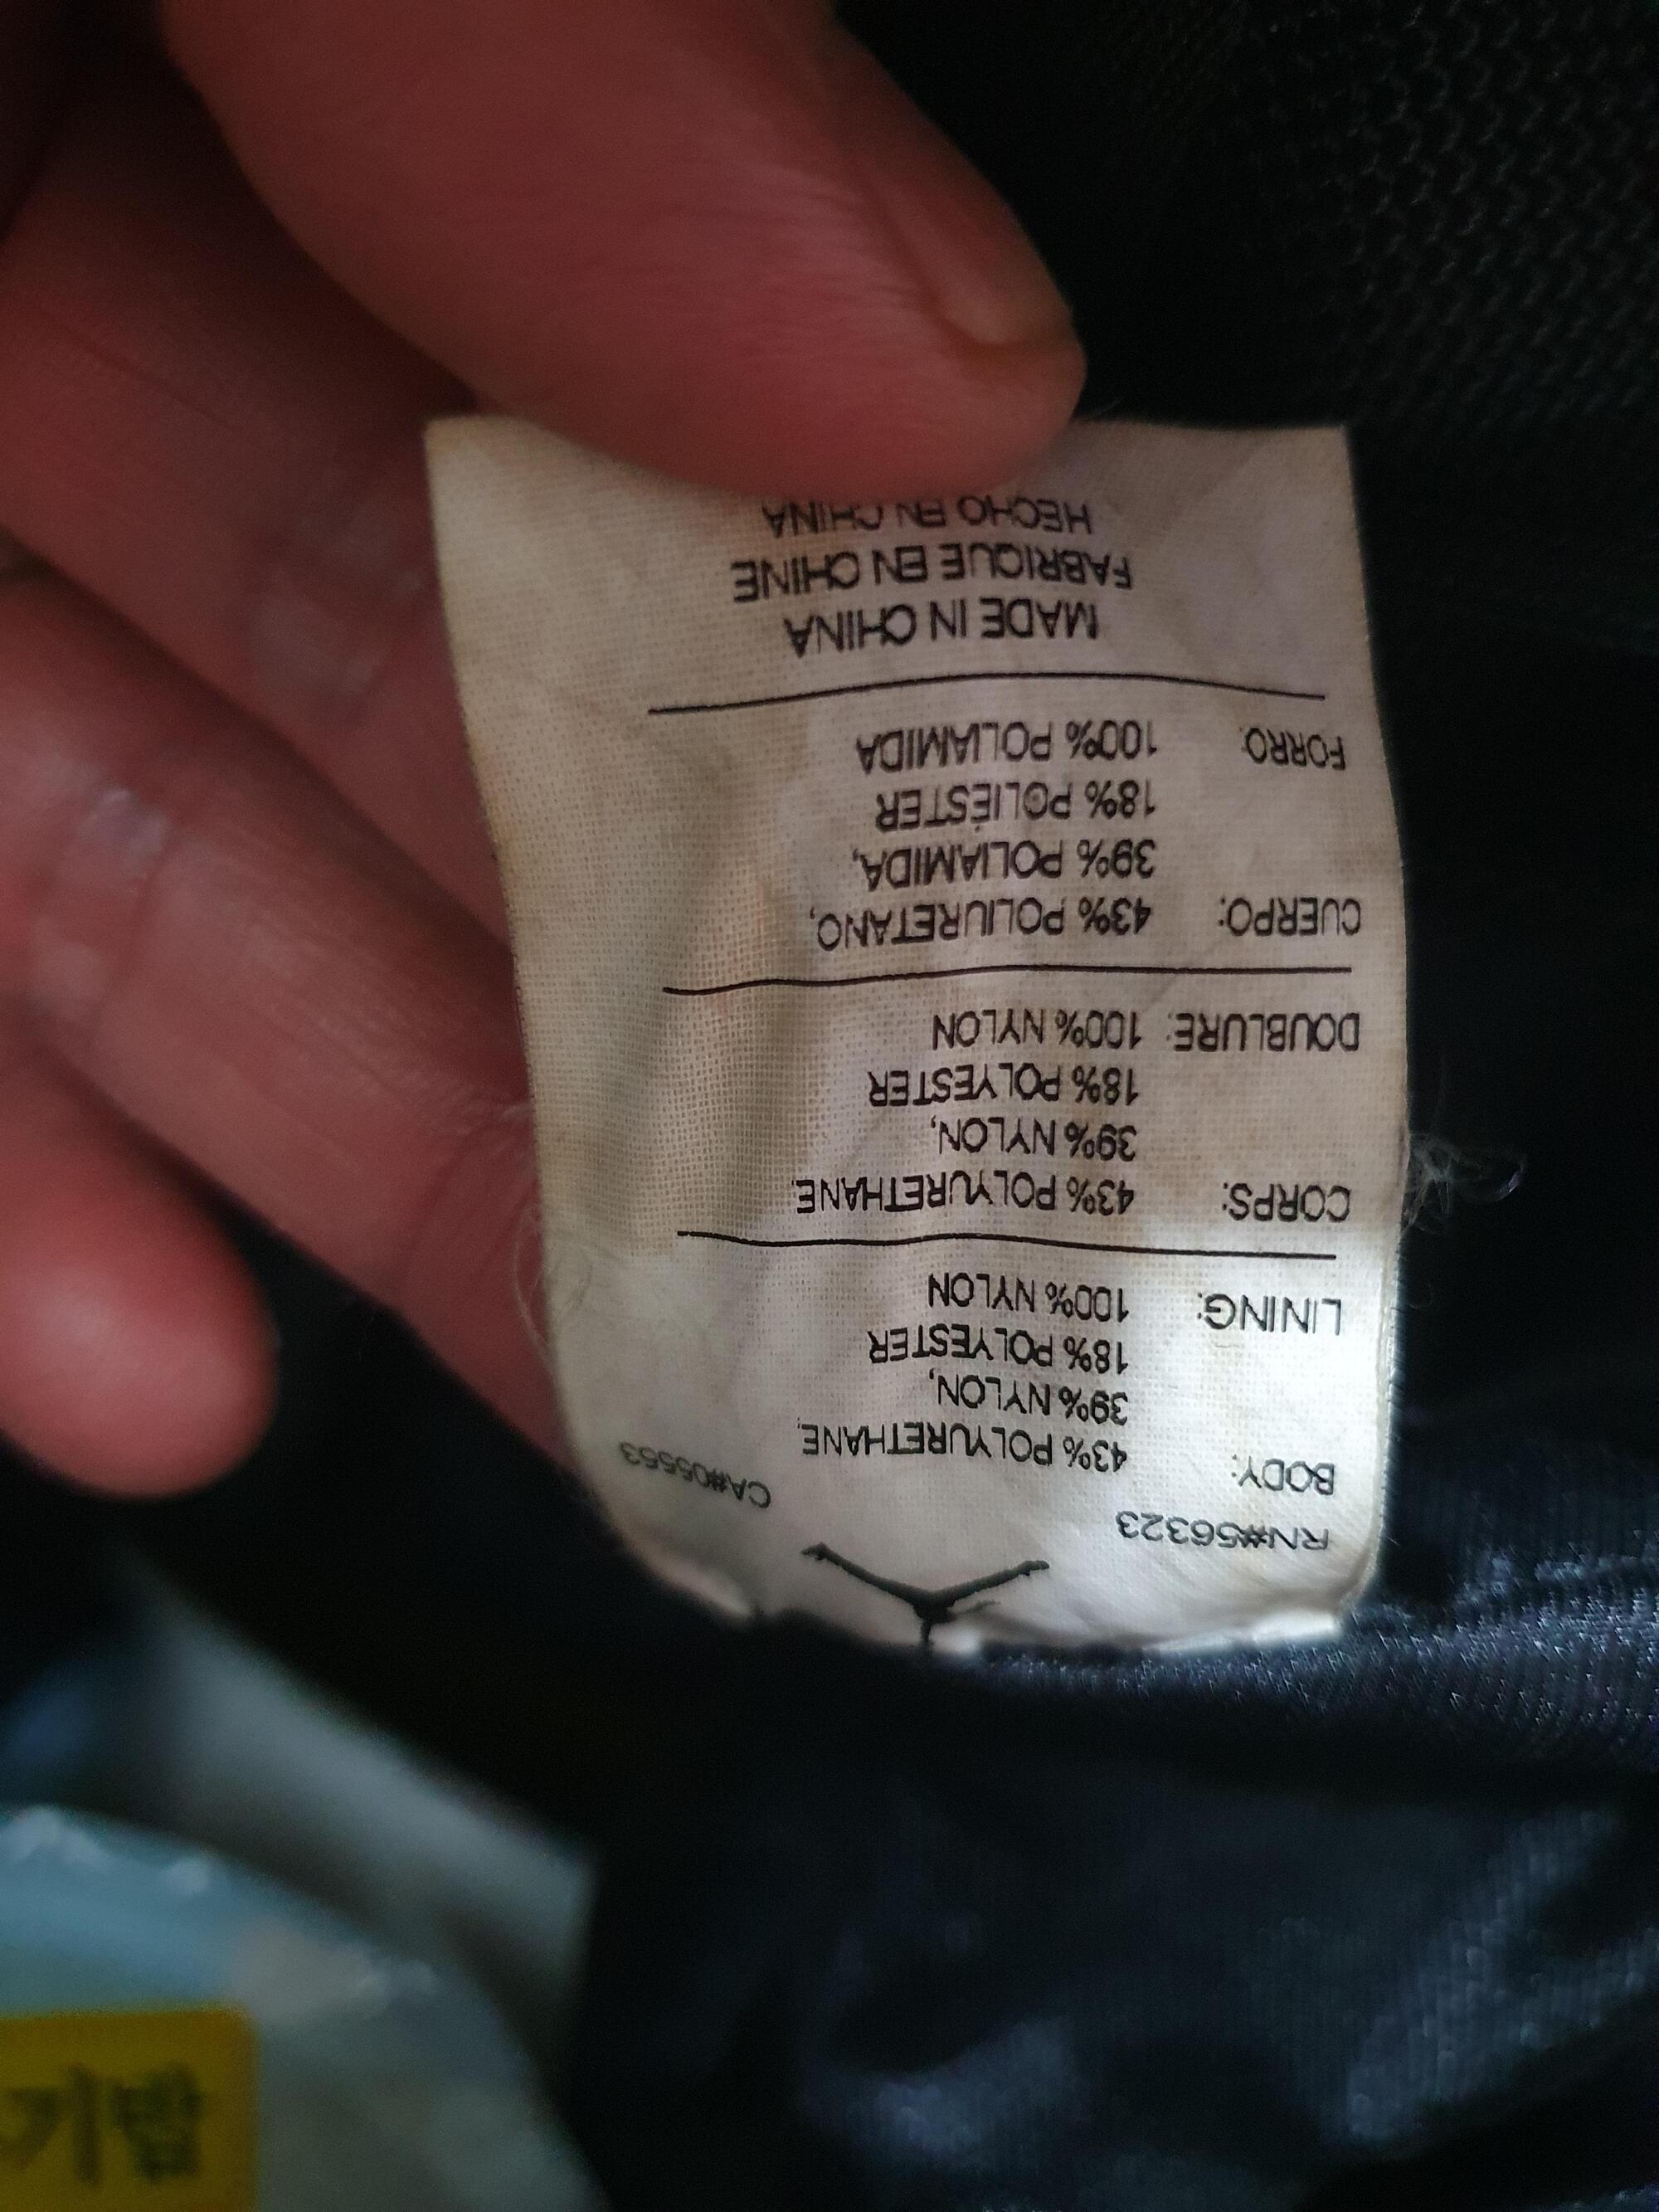 RN#56323 CA#05553
BODY: 43% POLYURETHANE,
39% NYLON,
18% POLYESTER
LINING: 100% NYLON
CORPS: 43% POLYURETHANE,
39% NYLON,
18% POLYESTER
DOUBLURE: 100% NYLON
CUERPO: 43% POLIURETANO,
39% POLIAMIDA,
18% POLIÉSTER
FORRO: 100% POLIAMIDA
MADE IN CHINA
FABRIQUE EN CHINE
HECHO EN CHINA